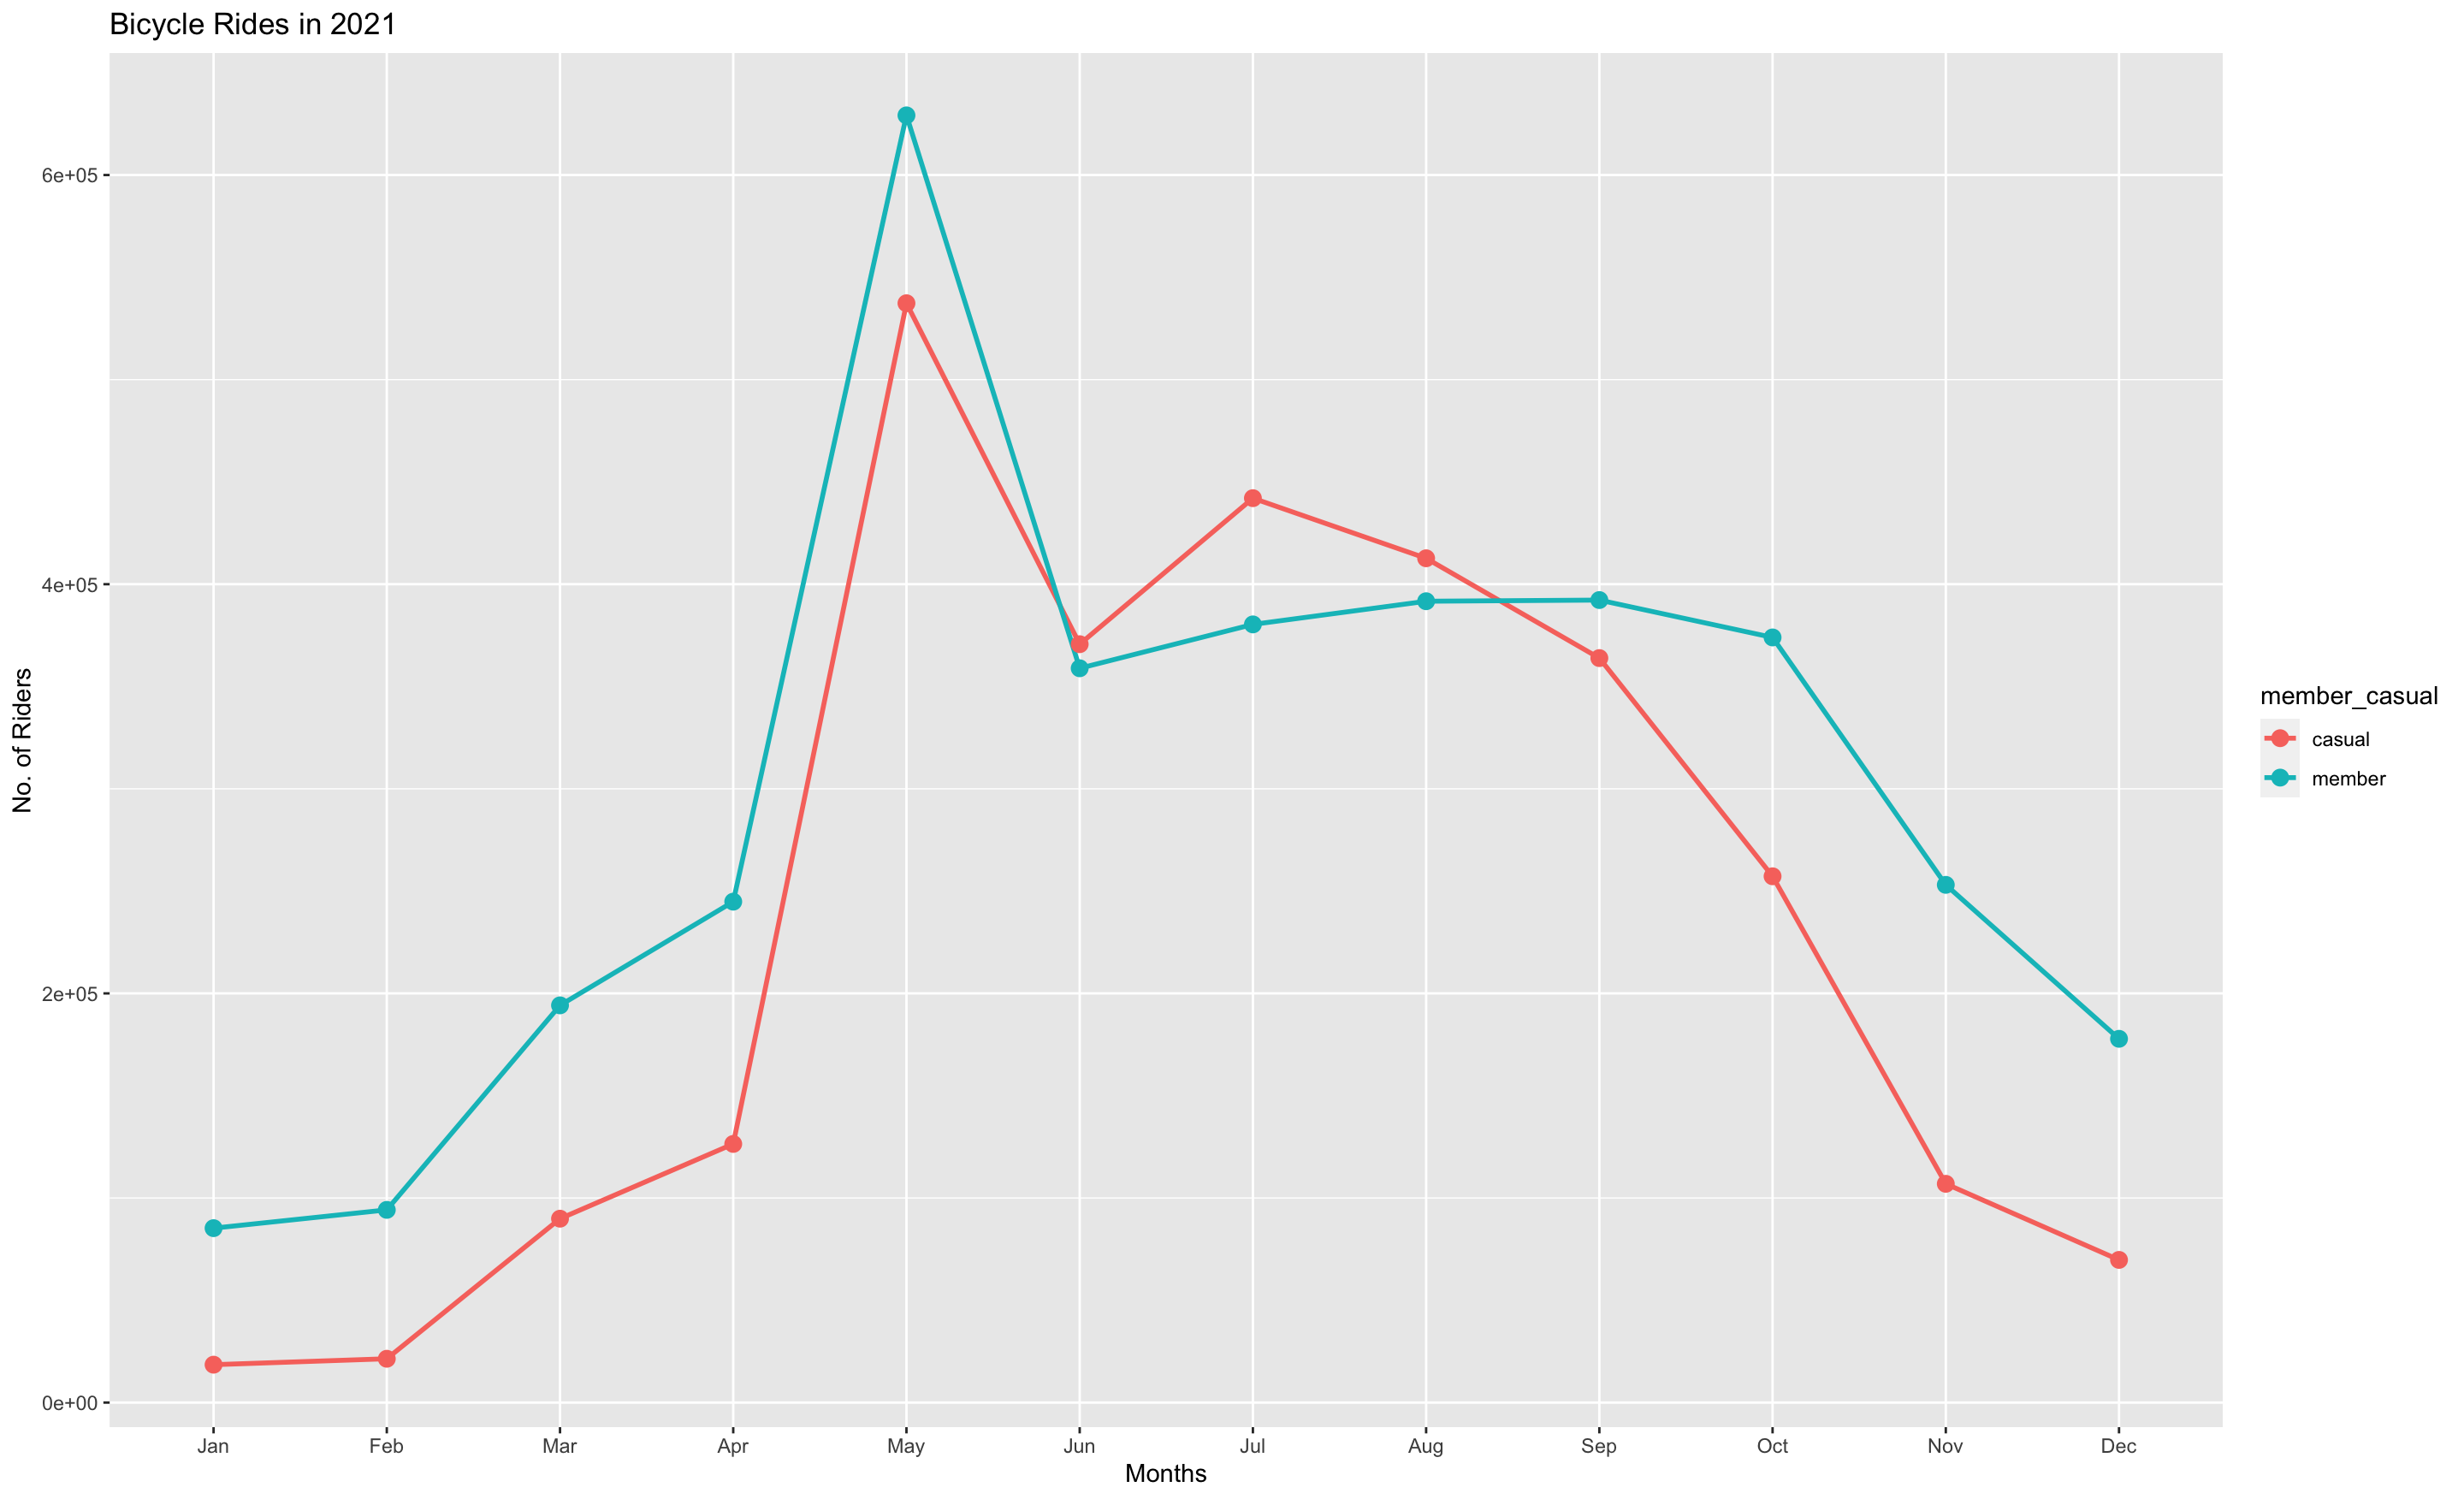 Bicycle Rides in 2021
6e+05
4e+05
2e+05
0e+00
No. of Riders
Jan Feb Mar Apr May Jun Jul Aug Sep Oct Nov Dec
Months
member_casual
casual
member